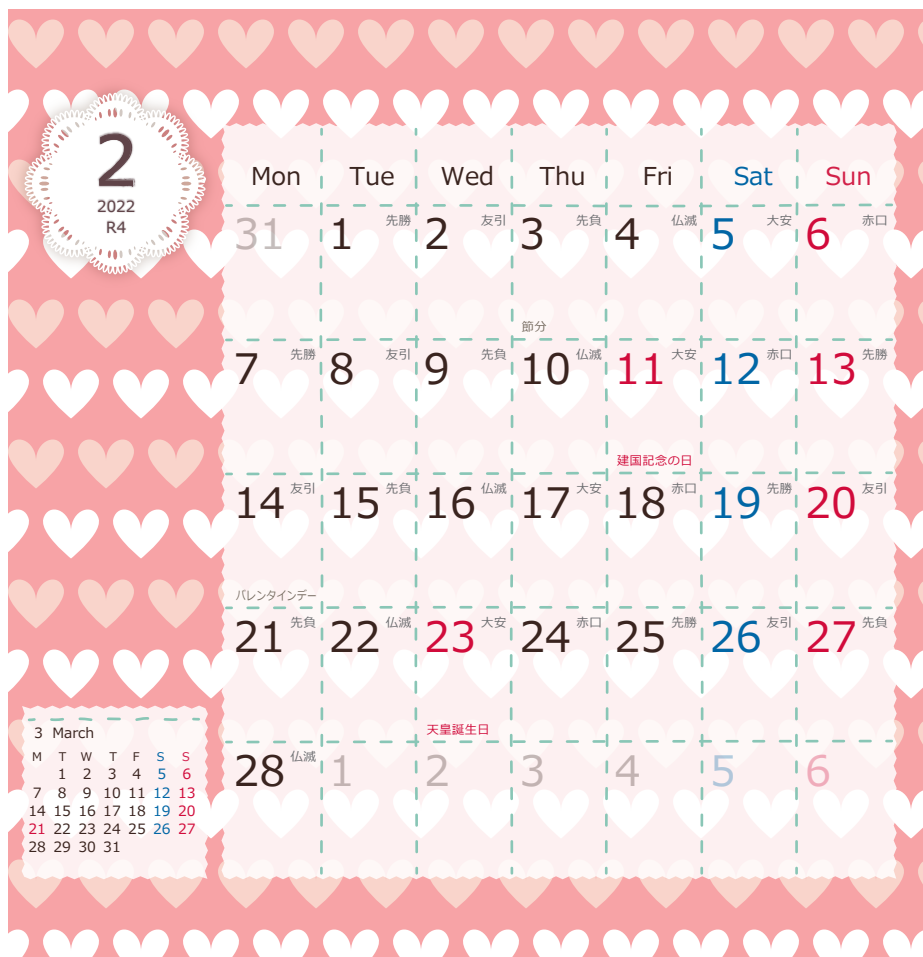 2
2022
R4
Mon Tue Wed Thu Fri Sat Sun
31 1 先勝 2 友引 3 先負 4 仏滅 5 大安 6 赤口
節分
7 先勝 8 友引 9 先負 10 仏滅 11 大安 12 赤口 13 先勝
建国記念の日
14 友引 15 先負 16 仏滅 17 大安 18 赤口 19 先勝 20 友引
バレンタインデー
21 先負 22 仏滅 23 大安 24 赤口 25 先勝 26 友引 27 先負
天皇誕生日
28 仏滅 1 2 3 4 5 6
3 March
M T W T F S S
1 2 3 4 5 6
7 8 9 10 11 12 13
14 15 16 17 18 19 20
21 22 23 24 25 26 27
28 29 30 31